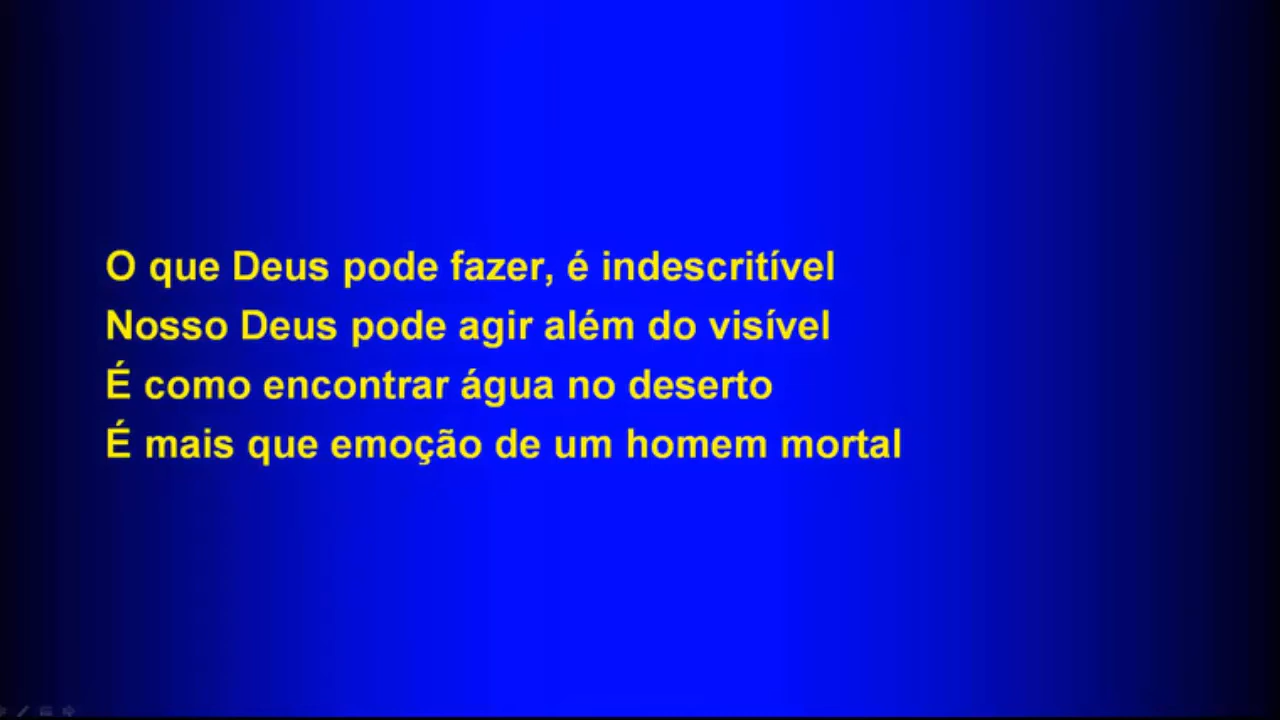 O que Deus pode fazer, é indescritível
Nosso Deus pode agir além do visível
É como encontrar água no deserto
É mais que emoção de um homem mortal